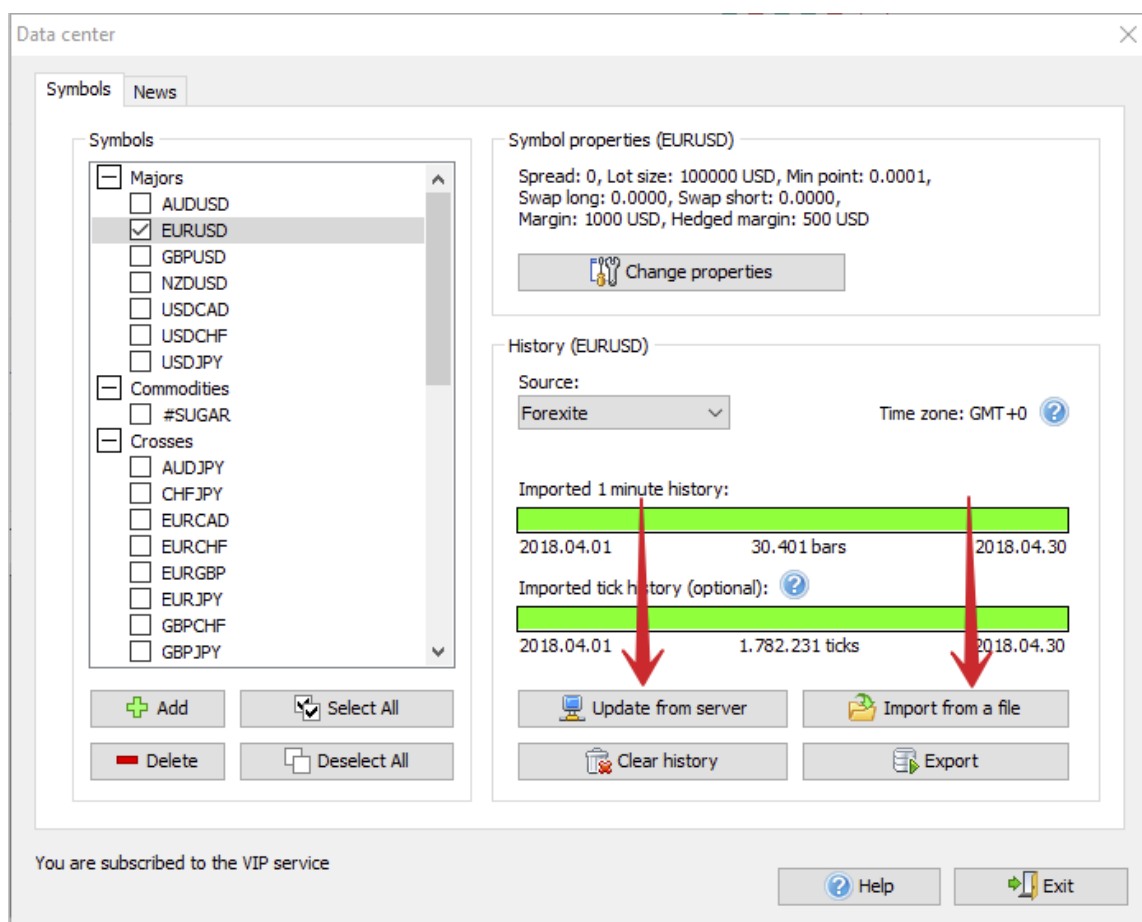 Data center
Symbols News
Symbols
Majors
AUDUSD
EURUSD
GBPUSD
NZDUSD
USDCAD
USDCHF
USDJPY
Commodities
#SUGAR
Crosses
AUDJPY
CHFJPY
EURCAD
EURCHF
EURGBP
EURJPY
GBPCHF
GBPJPY
Add Select All
Delete Deselect All
Symbol properties (EURUSD)
Spread: 0, Lot size: 100000 USD, Min point: 0.0001,
Swap long: 0.0000, Swap short: 0.0000,
Margin: 1000 USD, Hedged margin: 500 USD
Change properties
History (EURUSD)
Source:
Forexite Time zone: GMT+0
Imported 1 minute history:
2018.04.01 30.401 bars 2018.04.30
Imported tick history (optional):
2018.04.01 1.782.231 ticks 2018.04.30
Update from server Import from a file
Clear history Export
You are subscribed to the VIP service
Help Exit